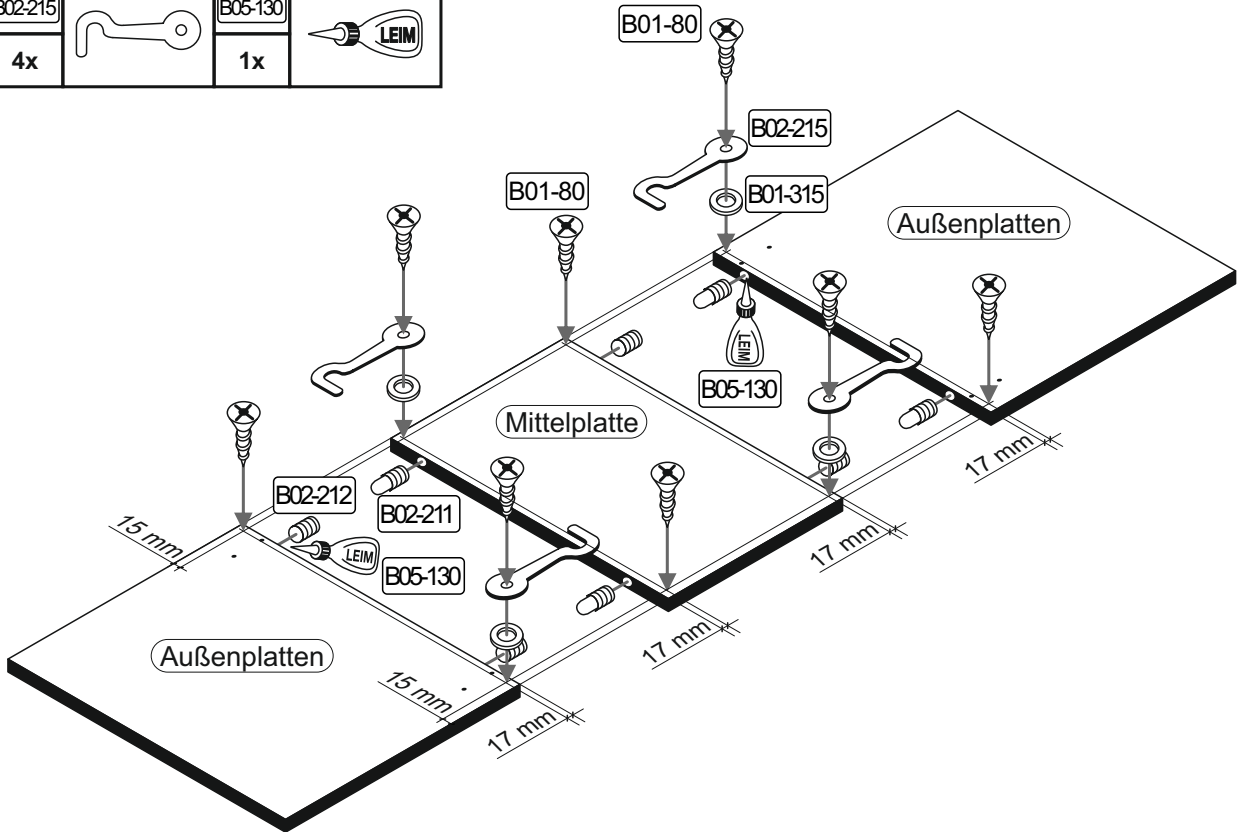 B02-215
B05-130
4x
LEIM
1x
B01-80
B02-215
B01-315
B01-80
Außenplatten
LEIM
B05-130
Mittelplatte
17 mm
B02-212
B02-211
15 mm
LEIM
B05-130
17 mm
17 mm
Außenplatten
15 mm
17 mm